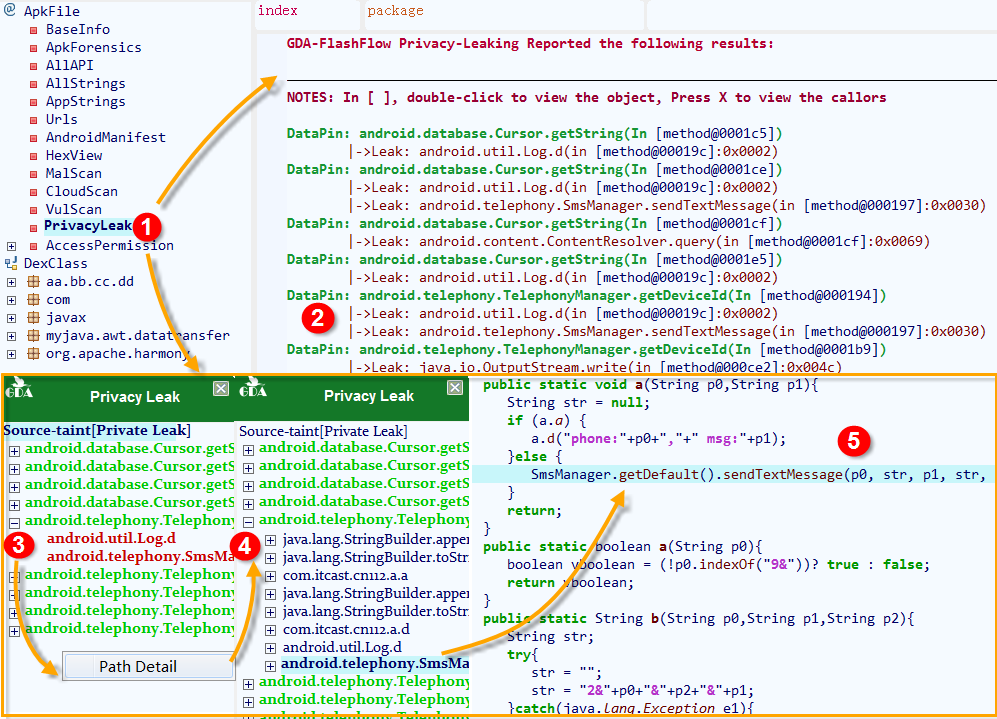 ApkFile
BaseInfo
ApkForensics
AllAPI
AllStrings
AppStrings
Urls
AndroidManifest
HexView
MalScan
CloudScan
VulScan
PrivacyLeak
1
AccessPermission
DexClass
aa.bb.cc.dd
com
javax
myjava.awt.datatransfer
org.apache.harmony
index
package
GDA-FlashFlow Privacy-Leaking Reported the following results:
NOTES: In [ ], double-click to view the object, Press X to view the callors
DataPin: android.database.Cursor.getString(In [method@0001c5])
|->Leak: android.util.Log.d(in [method@00019c]:0x0002)
DataPin: android.database.Cursor.getString(In [method@0001ce])
|->Leak: android.util.Log.d(in [method@00019c]:0x0002)
|->Leak: android.telephony.SmsManager.sendTextMessage(in [method@000197]:0x0030)
DataPin: android.database.Cursor.getString(In [method@0001cf])
|->Leak: android.content.ContentResolver.query(in [method@0001cf]:0x0069)
DataPin: android.database.Cursor.getString(In [method@0001e5])
|->Leak: android.util.Log.d(in [method@00019c]:0x0002)
DataPin: android.telephony.TelephonyManager.getDeviceId(In [method@000194])
2
|->Leak: android.util.Log.d(in [method@00019c]:0x0002)
|->Leak: android.telephony.SmsManager.sendTextMessage(in [method@000197]:0x0030)
DataPin: android.telephony.TelephonyManager.getDeviceId(In [method@0001b9])
|->Leak: java.io.OutputStream.write(in [method@000ce2]:0x004c)
GDA
Privacy Leak
Source-taint[Private Leak]
android.database.Cursor.getS
android.database.Cursor.getS
android.database.Cursor.getS
android.database.Cursor.getS
android.telephony.Telephony
3
android.util.Log.d
android.telephony.SmsMa
android.telephony.Telephony
android.telephony.Telephony
android.telephony.Telephony
android.telephony.Telephony
Path Detail
GDA
Privacy Leak
Source-taint[Private Leak]
android.database.Cursor.getS
android.database.Cursor.getS
android.database.Cursor.getS
android.database.Cursor.getS
android.telephony.Telephony
4
java.lang.StringBuilder.appen
java.lang.StringBuilder.toStri
com.itcast.cn112.a.a
java.lang.StringBuilder.appen
java.lang.StringBuilder.toStri
com.itcast.cn112.a.d
android.util.Log.d
android.telephony.SmsMa
android.telephony.Telephony
android.telephony.Telephony
android.telephony.Telephony
public static void a(String p0,String p1){
String str = null;
if (a.a) {
a.d("phone:"+p0+","+" msg:"+p1);
}else {
5
SmsManager.getDefault().sendTextMessage(p0, str, p1, str,
}
return;
}
public static boolean a(String p0){
boolean vboolean = (!p0.indexOf("9&"))? true : false;
return vboolean;
}
public static String b(String p0,String p1,String p2){
String str;
try{
str = "";
str = "2&"+p0+"&"+p2+"&"+p1;
}catch(java.lang.Exception e1){